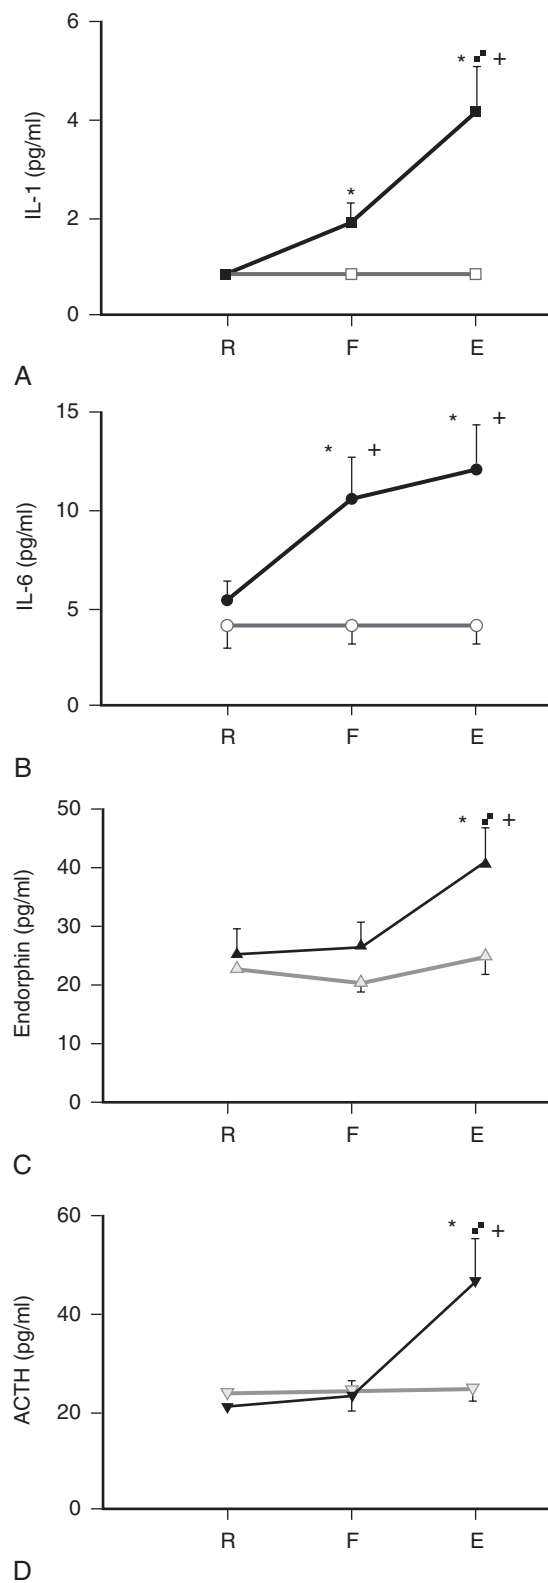 6
* +
4
IL-1 (pg/ml)
*
2
0
R F E
A
15
* +
* +
10
IL-6 (pg/ml)
5
0
R F E
B
50
* +
40
30
Endorphin (pg/ml)
20
10
0
R F E
C
60
* +
40
ACTH (pg/ml)
20
0
R F E
D